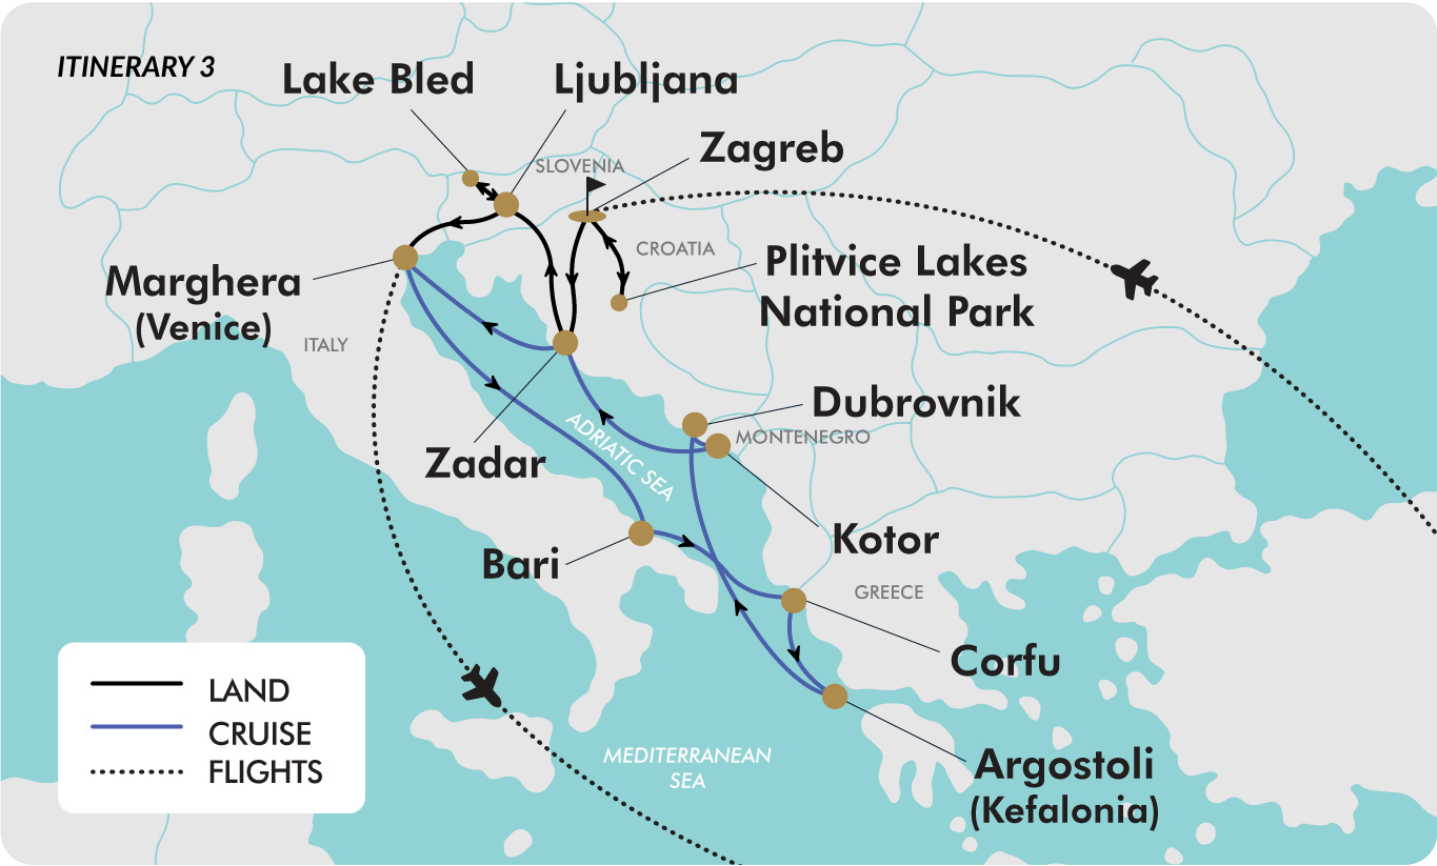 ITINERARY 3
Lake Bled
Ljubljana
Zagreb
SLOVENIA
CROATIA
Plitvice Lakes
National Park
Marghera
(Venice)
ITALY
Dubrovnik
MONTENEGRO
ADRIATIC SEA
Zadar
Kotor
Bari
GREECE
Corfu
LAND
CRUISE
FLIGHTS
MEDITERRANEAN
SEA
Argostoli
(Kefalonia)